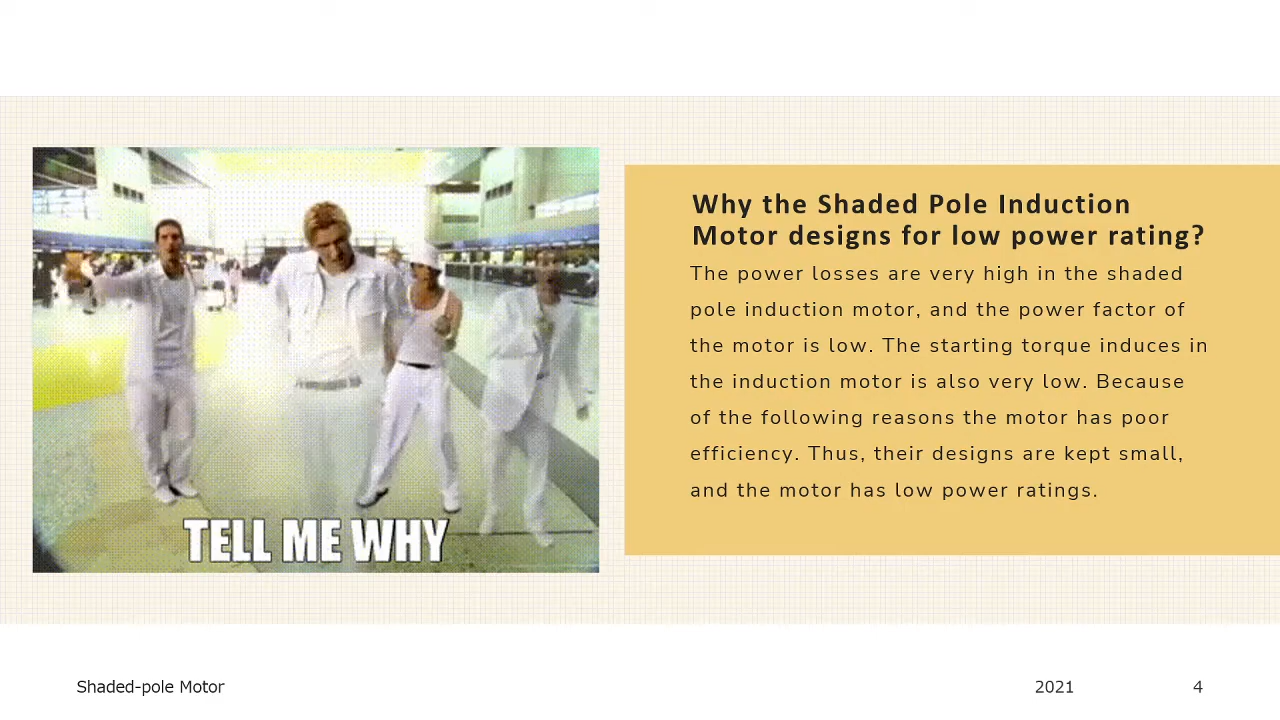 TELL ME WHY
Why the Shaded Pole Induction
Motor designs for low power rating?
The power losses are very high in the shaded
pole induction motor, and the power factor of
the motor is low. The starting torque induces in
the induction motor is also very low. Because
of the following reasons the motor has poor
efficiency. Thus, their designs are kept small,
and the motor has low power ratings.
Shaded-pole Motor
2021
4